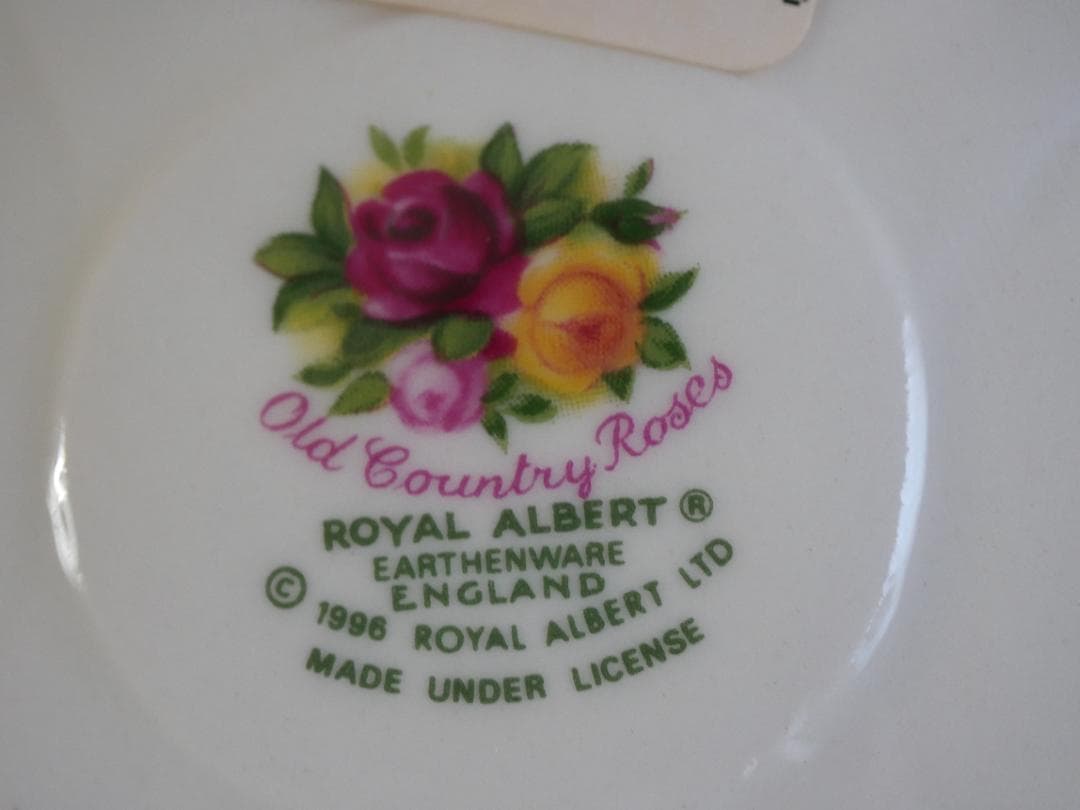 Old Country Roses
ROYAL ALBERT ®
EARTHENWARE
ENGLAND
© 1996 ROYAL ALBERT LTD
MADE UNDER LICENSE